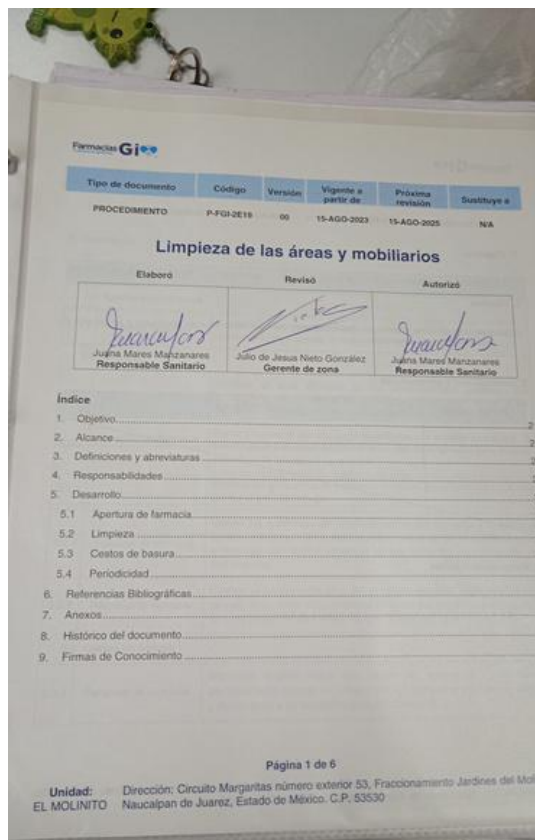 Farmacias Gi
Tipo de documento Código Versión Vigente a partir de Próxima revisión Sustituye a
PROCEDIMIENTO P-FGI-2E19 00 15-AGO-2023 15-AGO-2025 N/A
Limpieza de las áreas y mobiliarios
Elaboró Revisó Autorizó
Juana Mares Manzanares Julio de Jesus Nieto González Juana Mares Manzanares
Responsable Sanitario Gerente de zona Responsable Sanitario
Índice
1. Objetivo 2
2. Alcance 2
3. Definiciones y abreviaturas 2
4. Responsabilidades
5. Desarrollo
5.1 Apertura de farmacia
5.2 Limpieza
5.3 Cestos de basura
5.4 Periodicidad
6. Referencias Bibliográficas
7. Anexos
8. Histórico del documento
9. Firmas de Conocimiento
Página 1 de 6
Unidad: Dirección: Circuito Margaritas número exterior 53, Fraccionamiento Jardines del Mol
EL MOLINITO Naucalpan de Juarez, Estado de México. C.P. 53530